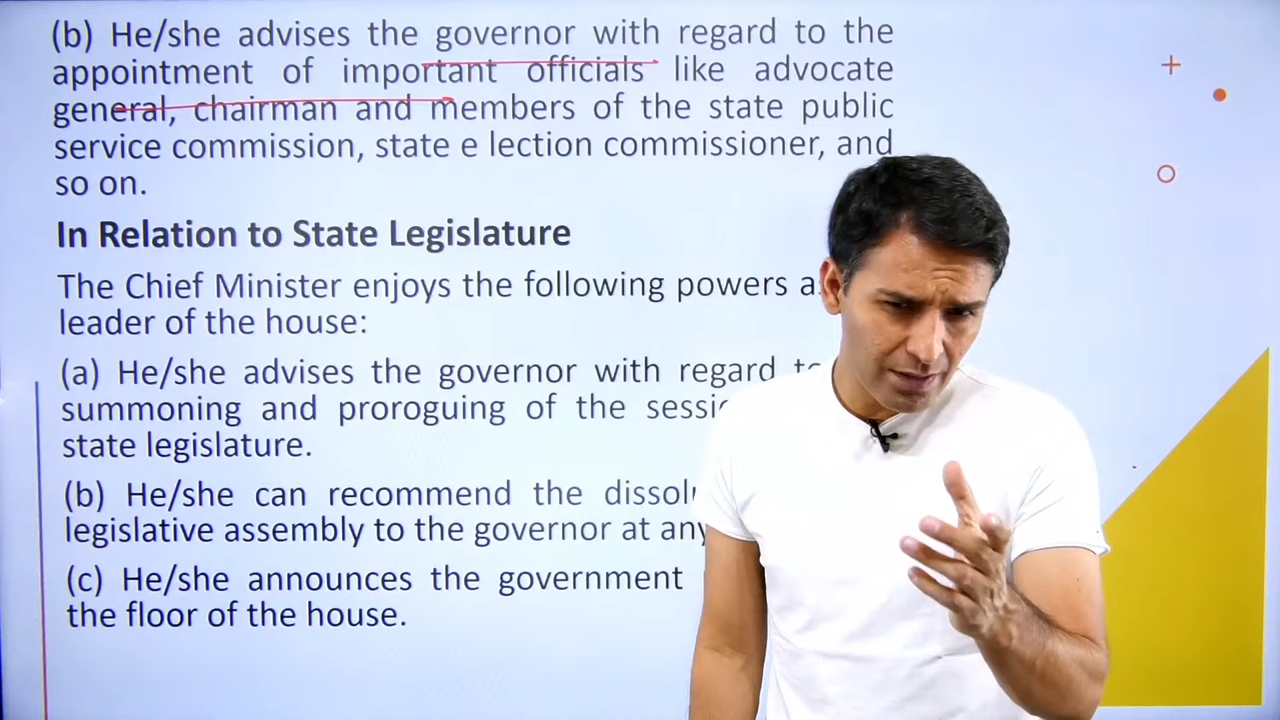 (b) He/she advises the governor with regard to the
appointment of important officials like advocate
general, chairman and members of the state public
service commission, state e lection commissioner, and
so on.
In Relation to State Legislature
The Chief Minister enjoys the following powers
leader of the house:
(a) He/she advises the governor with regard
summoning and proroguing of the
state legislature.
(b) He/she can recommend the
legislative assembly to the governor at
(c) He/she announces the government
the floor of the house.